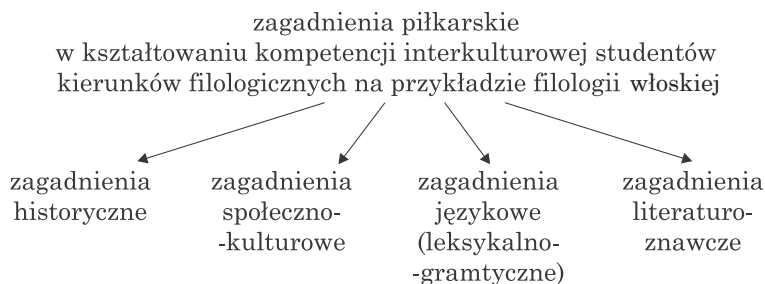 zagadnienia piłkarskie
w kształtowaniu kompetencji interkulturowej studentów
kierunków filologicznych na przykładzie filologii włoskiej
zagadnienia
historyczne
zagadnienia
społeczno-
-kulturowe
zagadnienia
językowe
(leksykalno-
-gramtyczne)
zagadnienia
literaturo-
znawcze